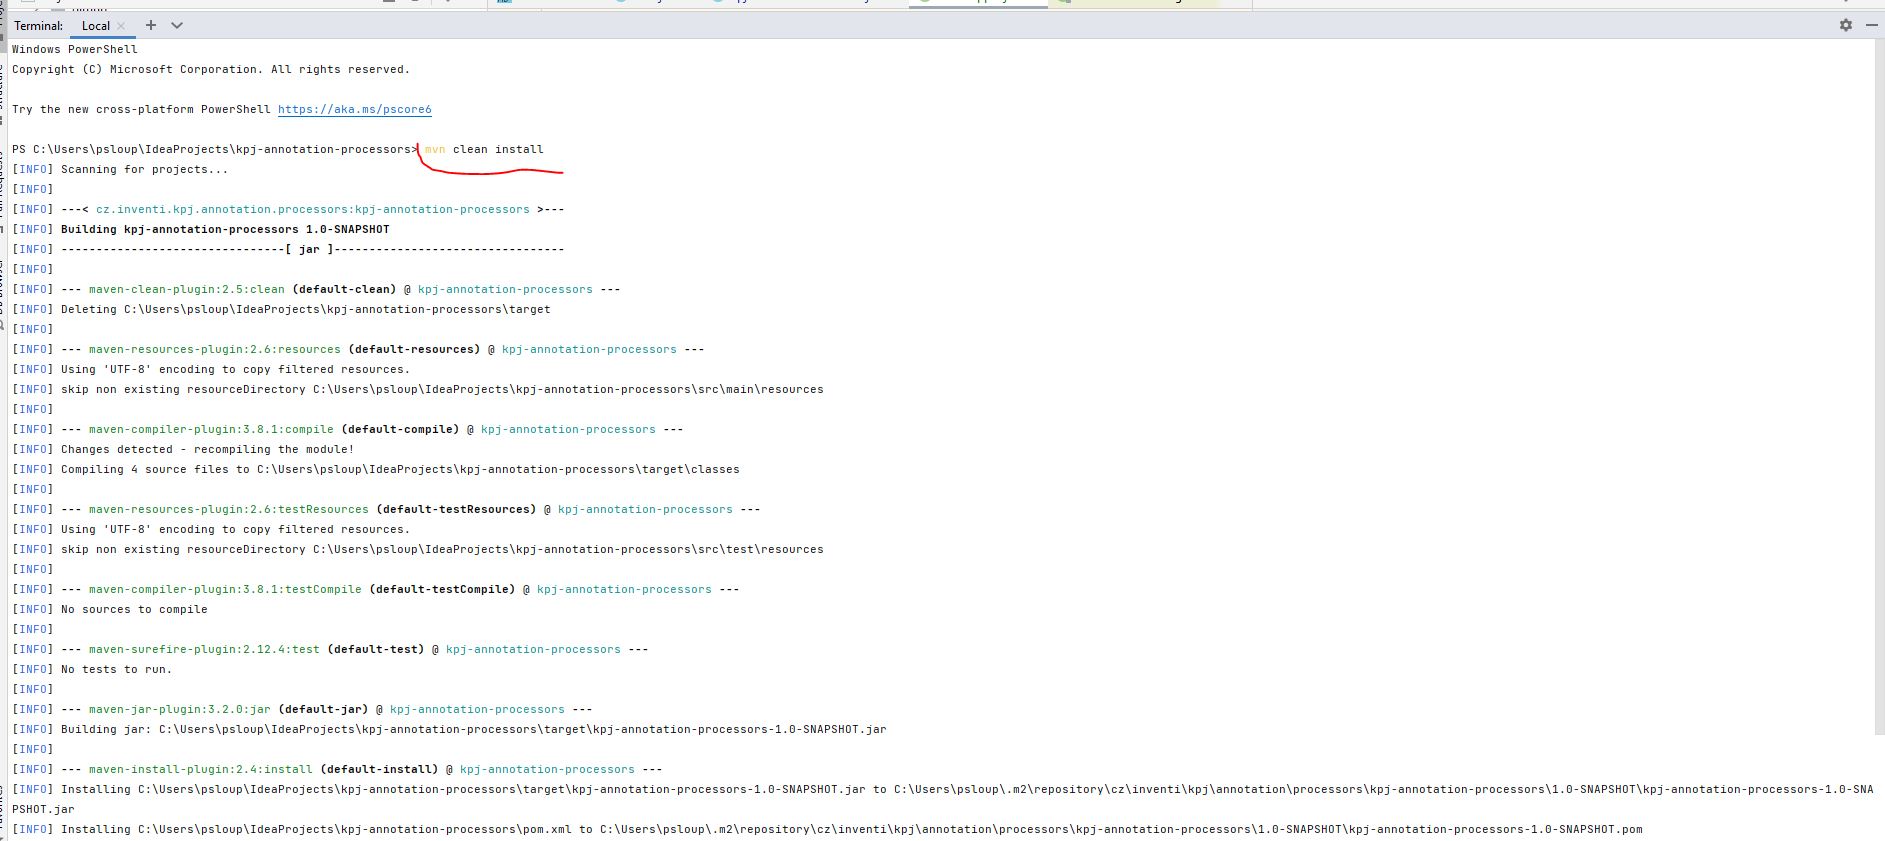 Terminal: Local
Windows PowerShell
Copyright (C) Microsoft Corporation. All rights reserved.
Try the new cross-platform PowerShell https://aka.ms/pscore6
PS C:\Users\psloup\IdeaProjects\kpj-annotation-processors> mvn clean install
[INFO] Scanning for projects...
[INFO]
[INFO] ---< cz.inventi.kpj.annotation.processors:kpj-annotation-processors >---
[INFO] Building kpj-annotation-processors 1.0-SNAPSHOT
[INFO] --------------------------------[ jar ]---------------------------------
[INFO]
[INFO] --- maven-clean-plugin:2.5:clean (default-clean) @ kpj-annotation-processors ---
[INFO] Deleting C:\Users\psloup\IdeaProjects\kpj-annotation-processors\target
[INFO]
[INFO] --- maven-resources-plugin:2.6:resources (default-resources) @ kpj-annotation-processors ---
[INFO] Using 'UTF-8' encoding to copy filtered resources.
[INFO] skip non existing resourceDirectory C:\Users\psloup\IdeaProjects\kpj-annotation-processors\src\main\resources
[INFO]
[INFO] --- maven-compiler-plugin:3.8.1:compile (default-compile) @ kpj-annotation-processors ---
[INFO] Changes detected - recompiling the module!
[INFO] Compiling 4 source files to C:\Users\psloup\IdeaProjects\kpj-annotation-processors\target\classes
[INFO]
[INFO] --- maven-resources-plugin:2.6:testResources (default-testResources) @ kpj-annotation-processors ---
[INFO] Using 'UTF-8' encoding to copy filtered resources.
[INFO] skip non existing resourceDirectory C:\Users\psloup\IdeaProjects\kpj-annotation-processors\src\test\resources
[INFO]
[INFO] --- maven-compiler-plugin:3.8.1:testCompile (default-testCompile) @ kpj-annotation-processors ---
[INFO] No sources to compile
[INFO]
[INFO] --- maven-surefire-plugin:2.12.4:test (default-test) @ kpj-annotation-processors ---
[INFO] No tests to run.
[INFO]
[INFO] --- maven-jar-plugin:3.2.0:jar (default-jar) @ kpj-annotation-processors ---
[INFO] Building jar: C:\Users\psloup\IdeaProjects\kpj-annotation-processors\target\kpj-annotation-processors-1.0-SNAPSHOT.jar
[INFO]
[INFO] --- maven-install-plugin:2.4:install (default-install) @ kpj-annotation-processors ---
[INFO] Installing C:\Users\psloup\IdeaProjects\kpj-annotation-processors\target\kpj-annotation-processors-1.0-SNAPSHOT.jar to C:\Users\psloup\.m2\repository\cz\inventi\kpj\annotation\processors\kpj-annotation-processors\1.0-SNAPSHOT\kpj-annotation-processors-1.0-SNA
PSHOT.jar
[INFO] Installing C:\Users\psloup\IdeaProjects\kpj-annotation-processors\pom.xml to C:\Users\psloup\.m2\repository\cz\inventi\kpj\annotation\processors\kpj-annotation-processors\1.0-SNAPSHOT\kpj-annotation-processors-1.0-SNAPSHOT.pom